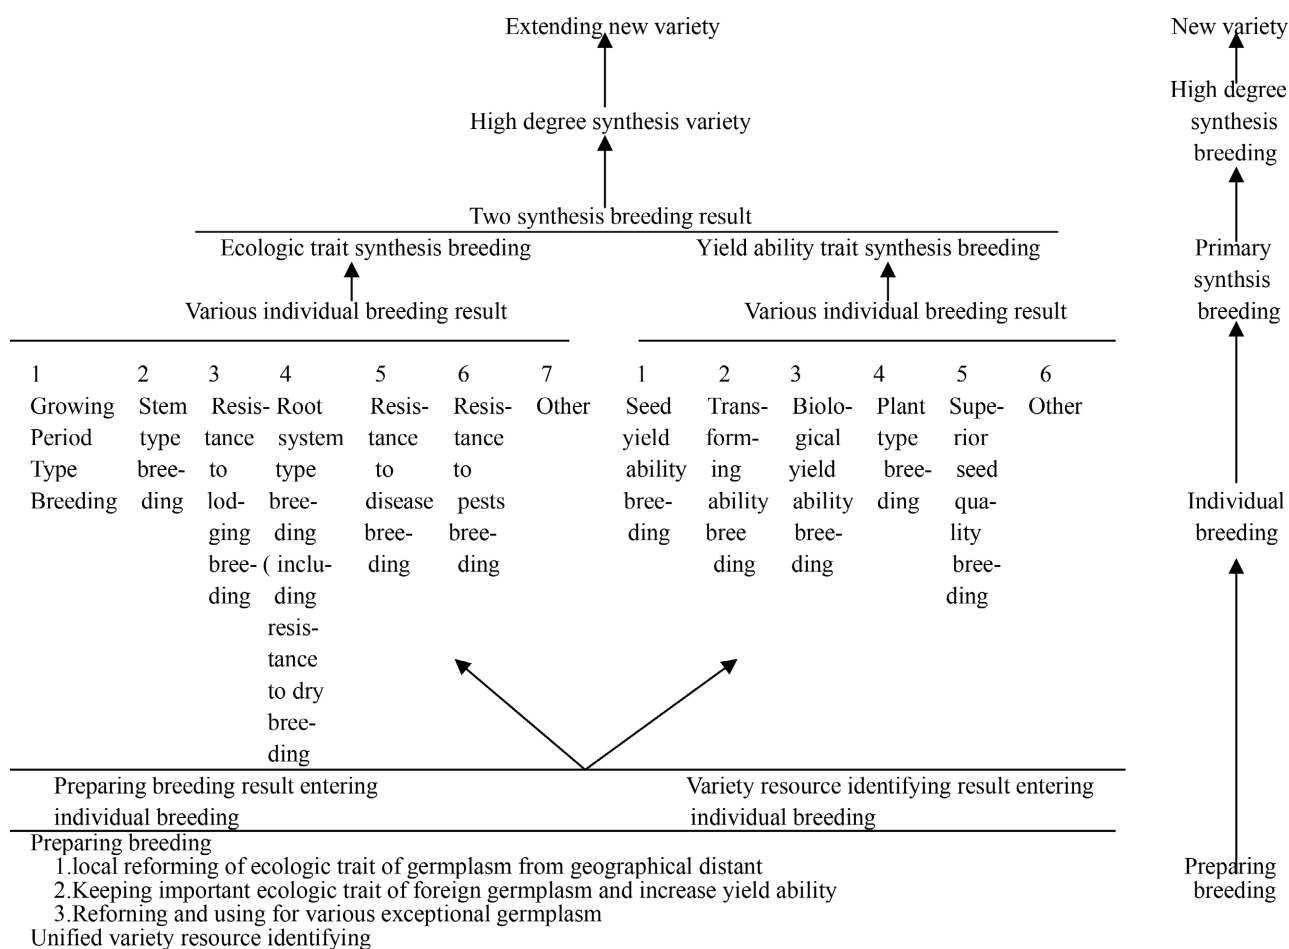 Extending new variety
High degree synthesis variety
Two synthesis breeding result
Ecologic trait synthesis breeding
Yield ability trait synthesis breeding
Various individual breeding result
Various individual breeding result
1
Growing
Period
Type
Breeding
2
Stem
type
bree-
ding
3
Resis-
tance
to
lod-
ging
bree-
ding
4
Root
system
type
bree-
ding
( inclu-
ding
resis-
tance
to dry
bree-
ding
5
Resis-
tance
to
disease
bree-
ding
6
Resis-
tance
to
pests
bree-
ding
7
Other
1
Seed
yield
ability
bree-
ding
2
Trans-
form-
ing
ability
bree
ding
3
Biolo-
gical
yield
ability
bree-
ding
4
Plant
type
bree-
ding
5
Supe-
rior
seed
qua-
lity
bree-
ding
6
Other
Preparing breeding result entering
individual breeding
Variety resource identifying result entering
individual breeding
Preparing breeding
1.local reforming of ecologic trait of germplasm from geographical distant
2.Keeping important ecologic trait of foreign germplasm and increase yield ability
3.Reforning and using for various exceptional germplasm
Unified variety resource identifying
New variety
High degree
synthesis
breeding
Primary
synthsis
breeding
Individual
breeding
Preparing
breeding